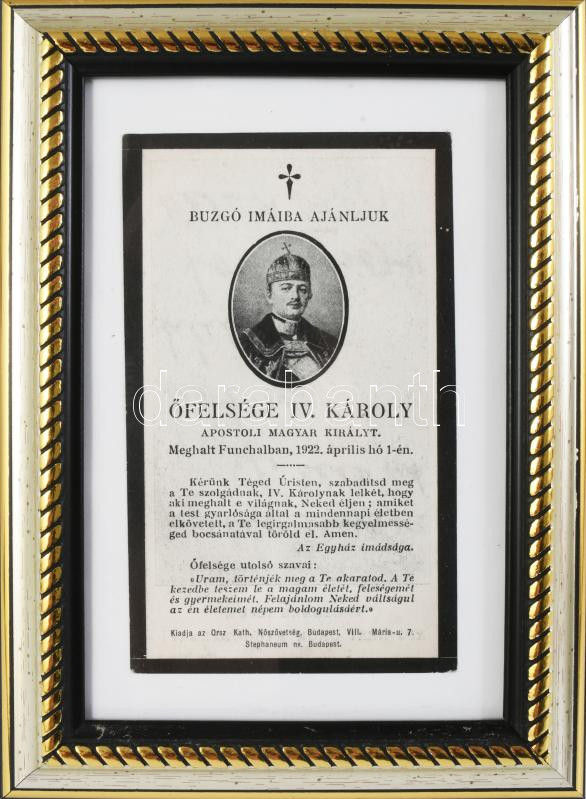 BUZGÓ IMÁIBA AJÁNLJUK
ŐFELSÉGE IV. KÁROLY
APOSTOLI MAGYAR KIRÁLYT.
Meghalt Funchalban, 1922. április hó 1-én.
Kérünk Téged Úristen, szabaditsd meg
a Te szolgádnak, IV. Károlynak lelkét, hogy
aki meghalt e világnak, Neked éljen; amiket
a test gyarlósága által a mindennapi életben
elkövetett, a Te legirgalmasabb kegyelmessé-
ged bocsánatával töröld el. Amen.
Az Egyház imádsága.
Őfelsége utolsó szavai:
»Uram, történjék meg a Te akaratod. A Te
kezedbe teszem le a magam életét, feleségemét
és gyermekeimét. Felajánlom Neked váltságul
az én életemet népem boldogulásáért.«
Kiadja az Orsz Kath. Nőszövetség, Budapest, VIII. Mária-u. 7.
Stephaneum ny. Budapest.
darabanth